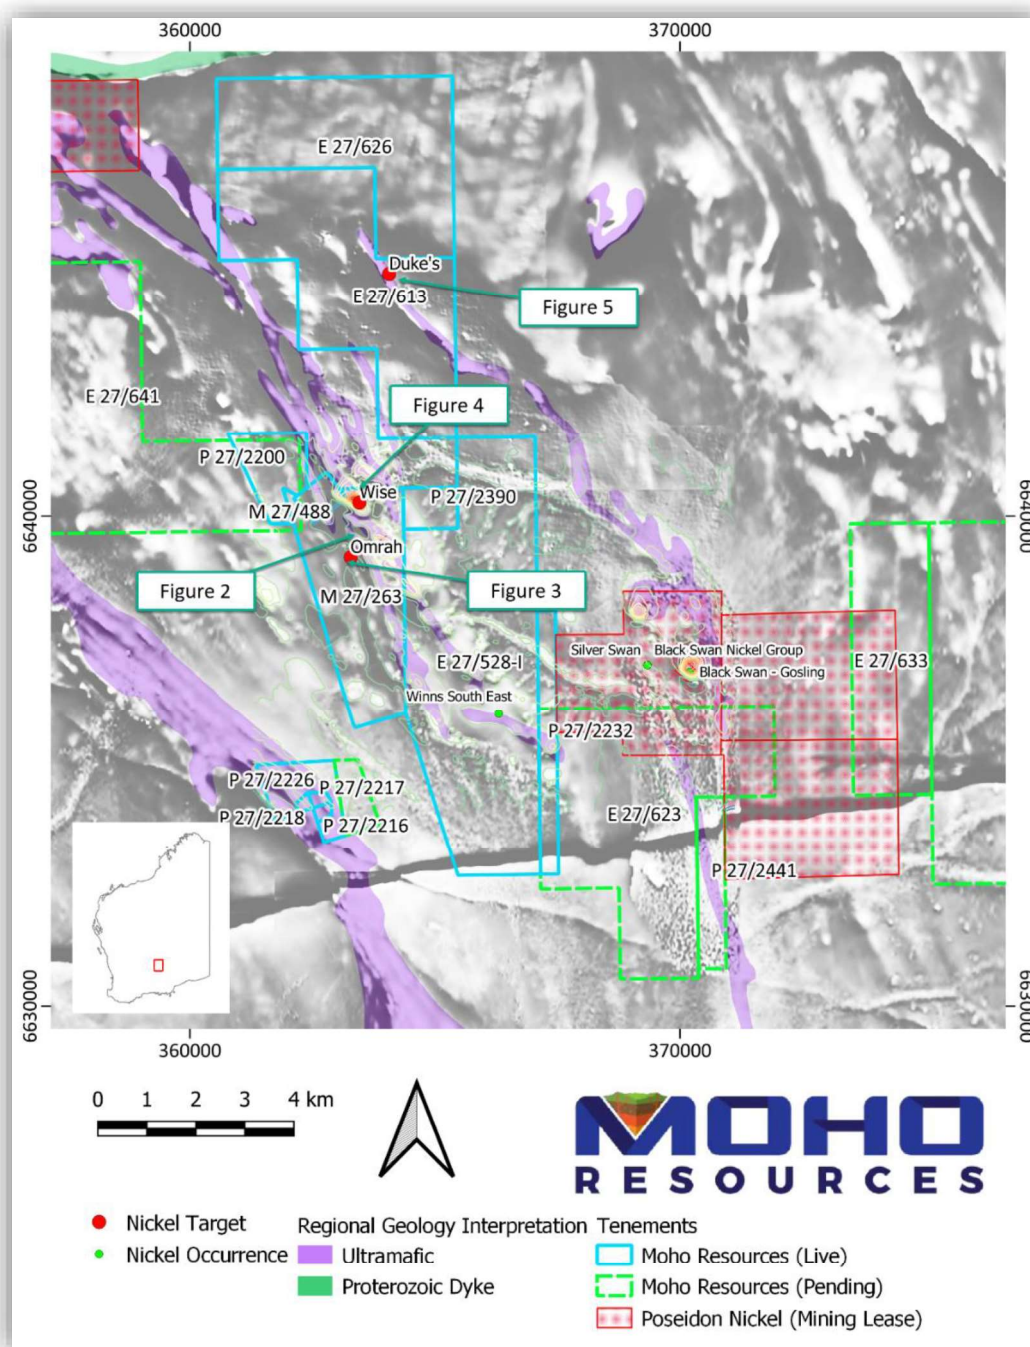 360000
370000
E 27/626
Duke's
E 27/613
Figure 5
E 27/641
Figure 4
P 27/2200
Wise
P 27/2390
M 27/488
6640000
6640000
Omrah
Figure 2
Figure 3
M 27/263
Silver Swan
Black Swan Nickel Group
E 27/528-I
E 27/633
Black Swan - Gosling
Winns South East
P 27/2232
P 27/2226
P 27/2217
P 27/2218
P 27/2216
E 27/623
P 27/2441
6630000
6630000
360000
370000
0 1 2 3 4 km
MOHO
RESOURCES
Nickel Target
Nickel Occurrence
Regional Geology Interpretation
Ultramafic
Proterozoic Dyke
Tenements
Moho Resources (Live)
Moho Resources (Pending)
Poseidon Nickel (Mining Lease)